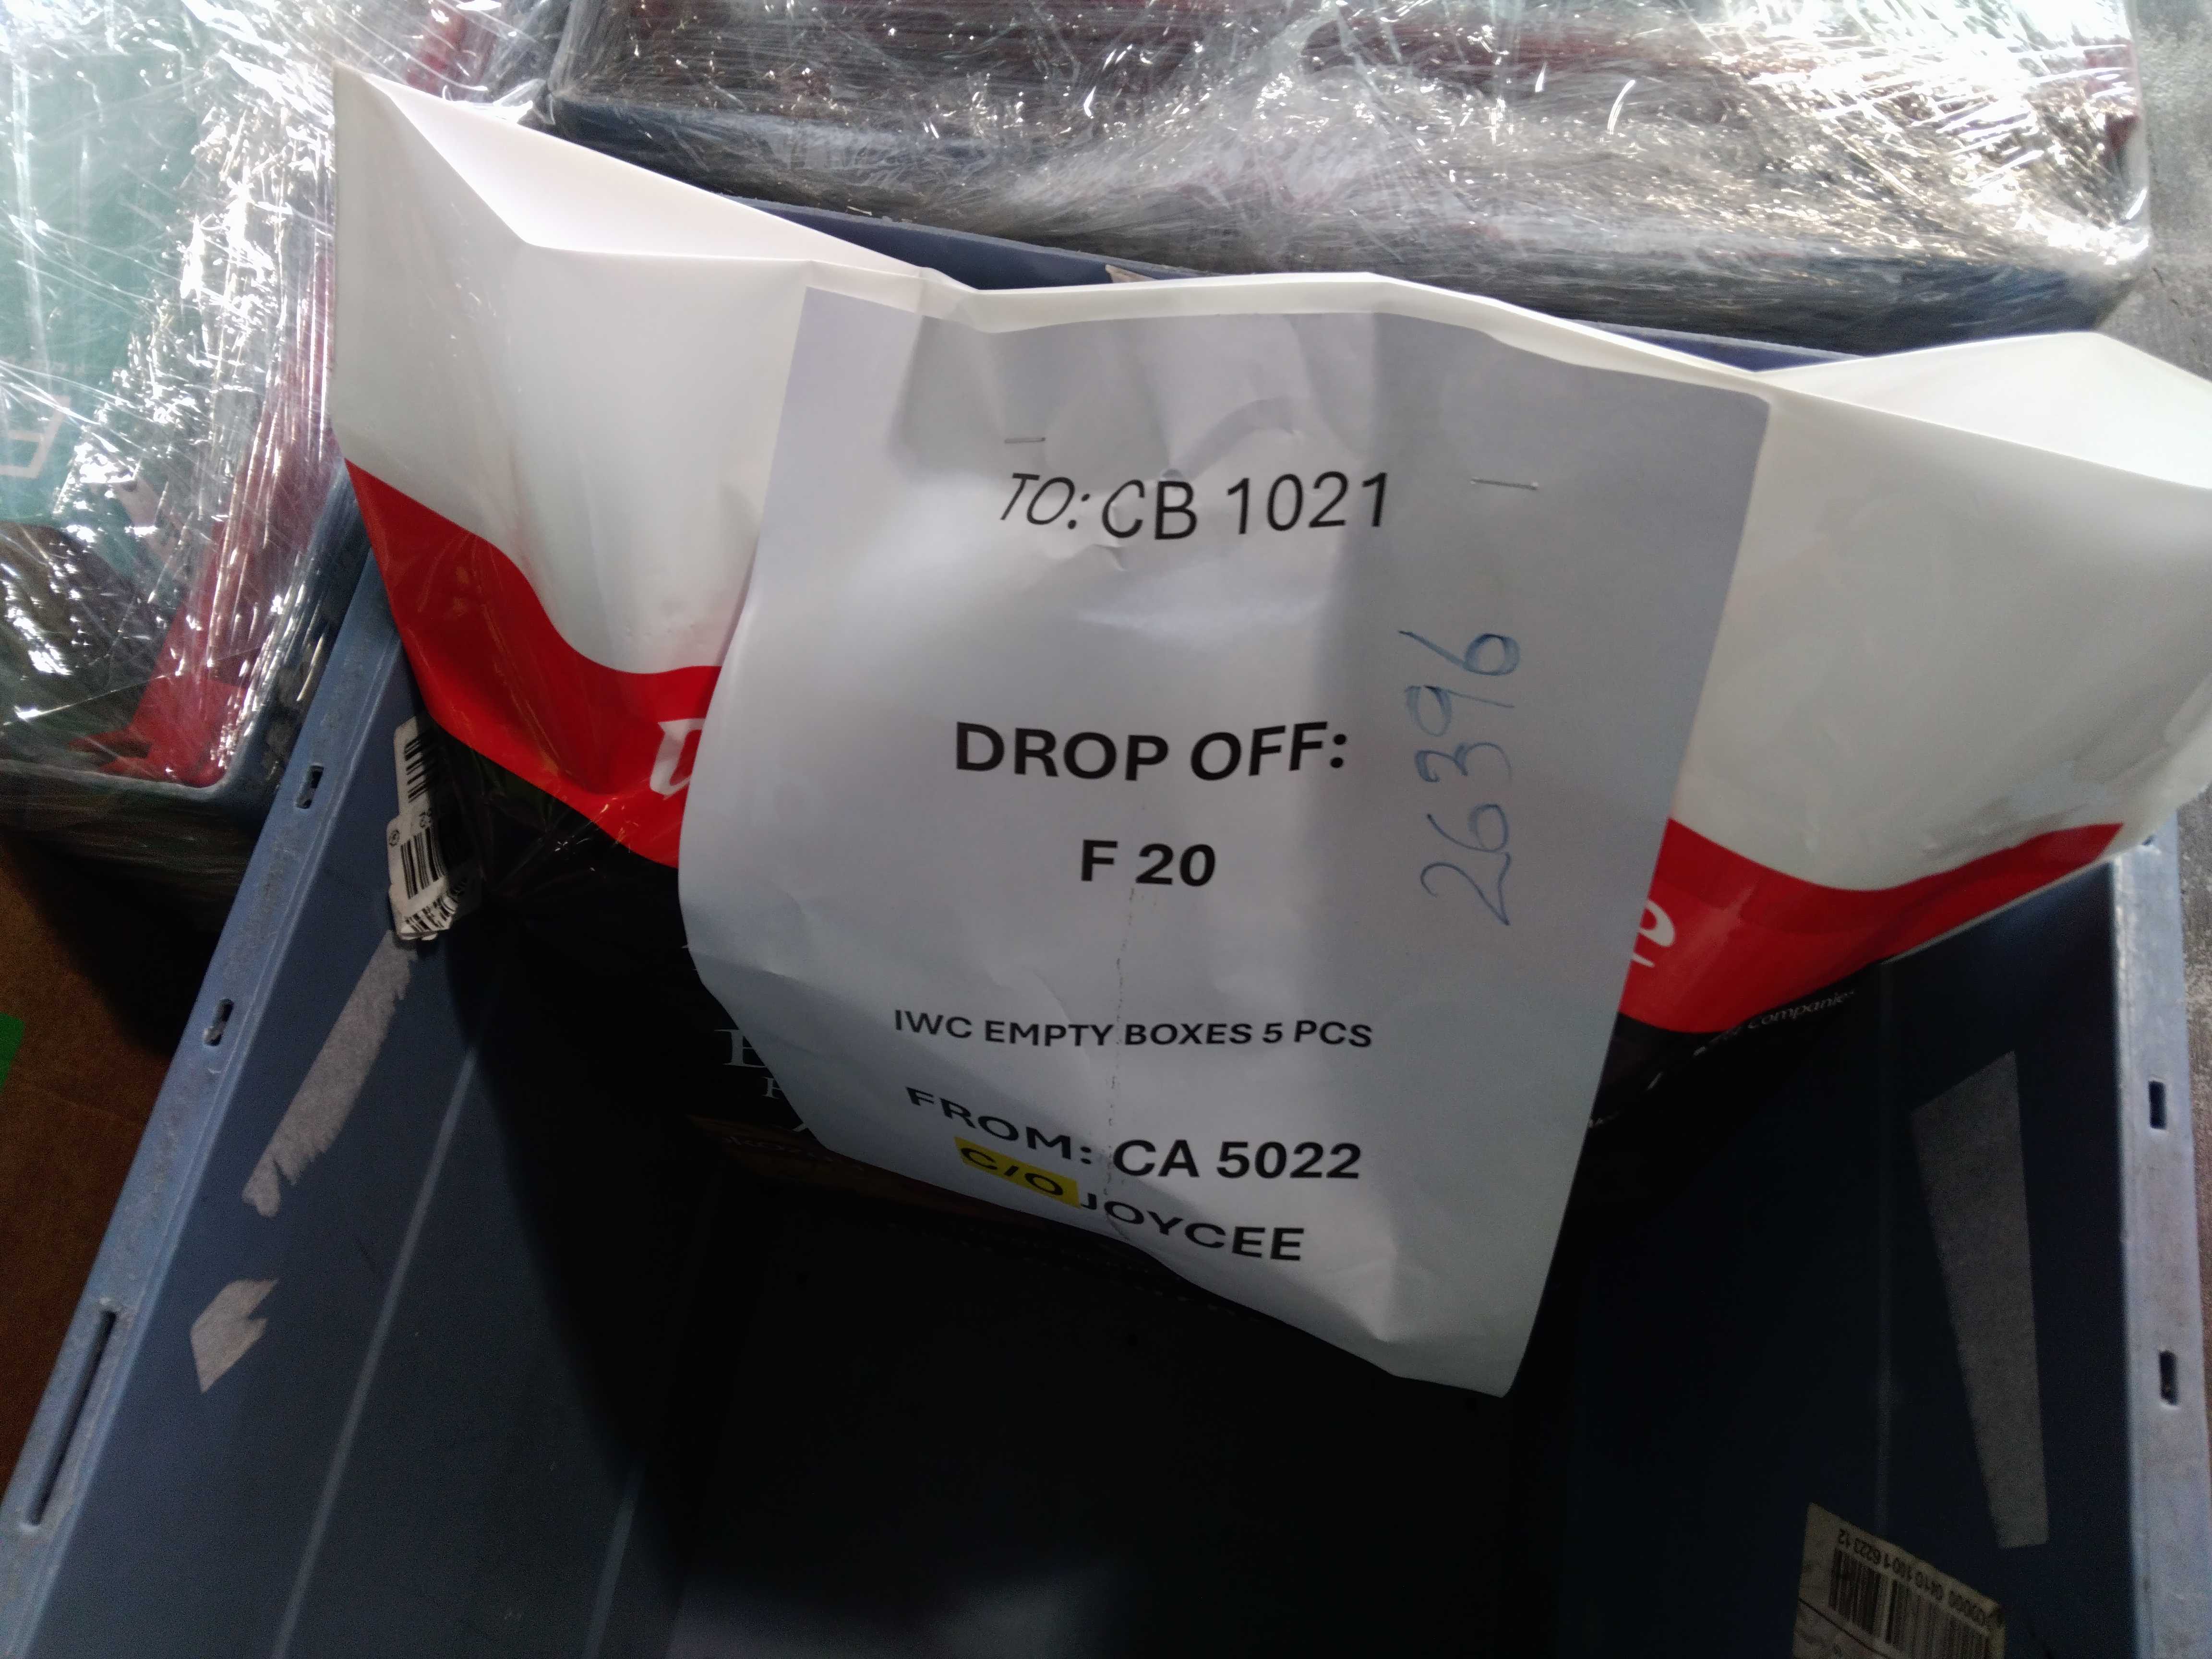 TO: CB 1021
DROP OFF:
F 20
26396
IWC EMPTY BOXES 5 PCS
FROM: CA 5022
C/O JOYCEE